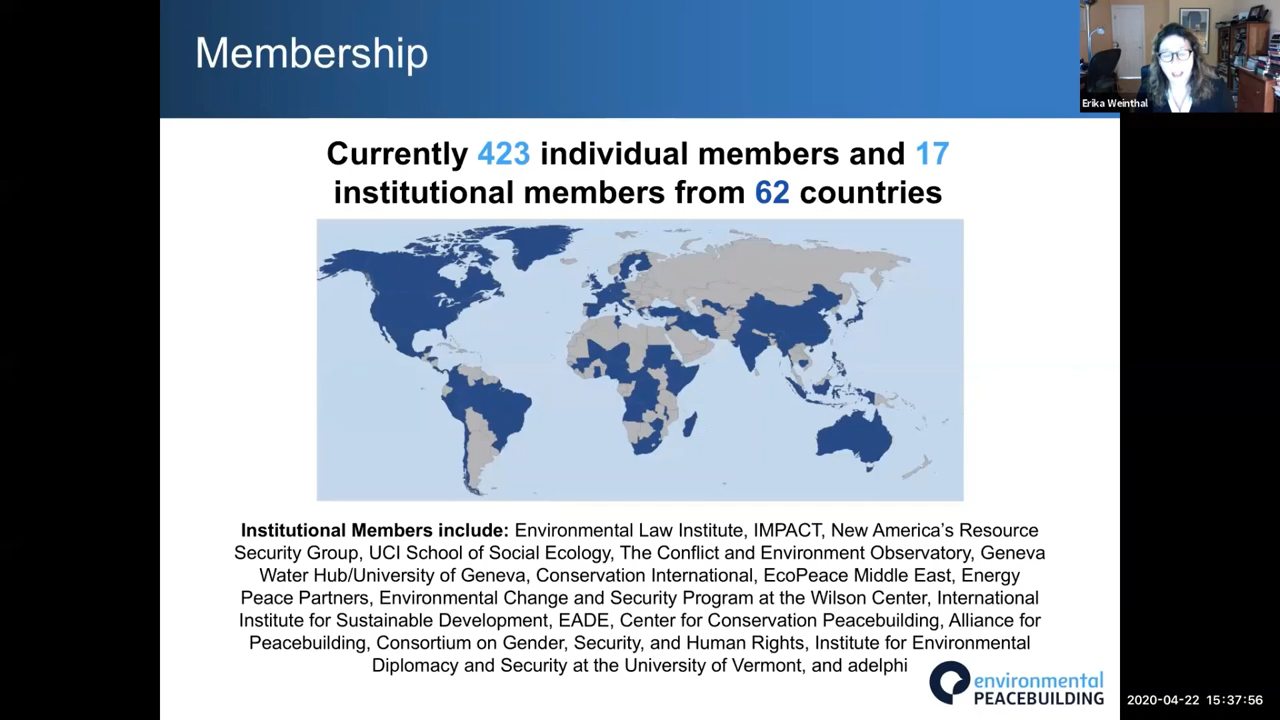 Membership
Erika Weinthal
Currently 423 individual members and 17
institutional members from 62 countries
Institutional Members include: Environmental Law Institute, IMPACT, New America's Resource
Security Group, UCI School of Social Ecology, The Conflict and Environment Observatory, Geneva
Water Hub/University of Geneva, Conservation International, EcoPeace Middle East, Energy
Peace Partners, Environmental Change and Security Program at the Wilson Center, International
Institute for Sustainable Development, EADE, Center for Conservation Peacebuilding, Alliance for
Peacebuilding, Consortium on Gender, Security, and Human Rights, Institute for Environmental
Diplomacy and Security at the University of Vermont, and adelphi
environmental
PEACEBUILDING
2020-04-22 15:37:56